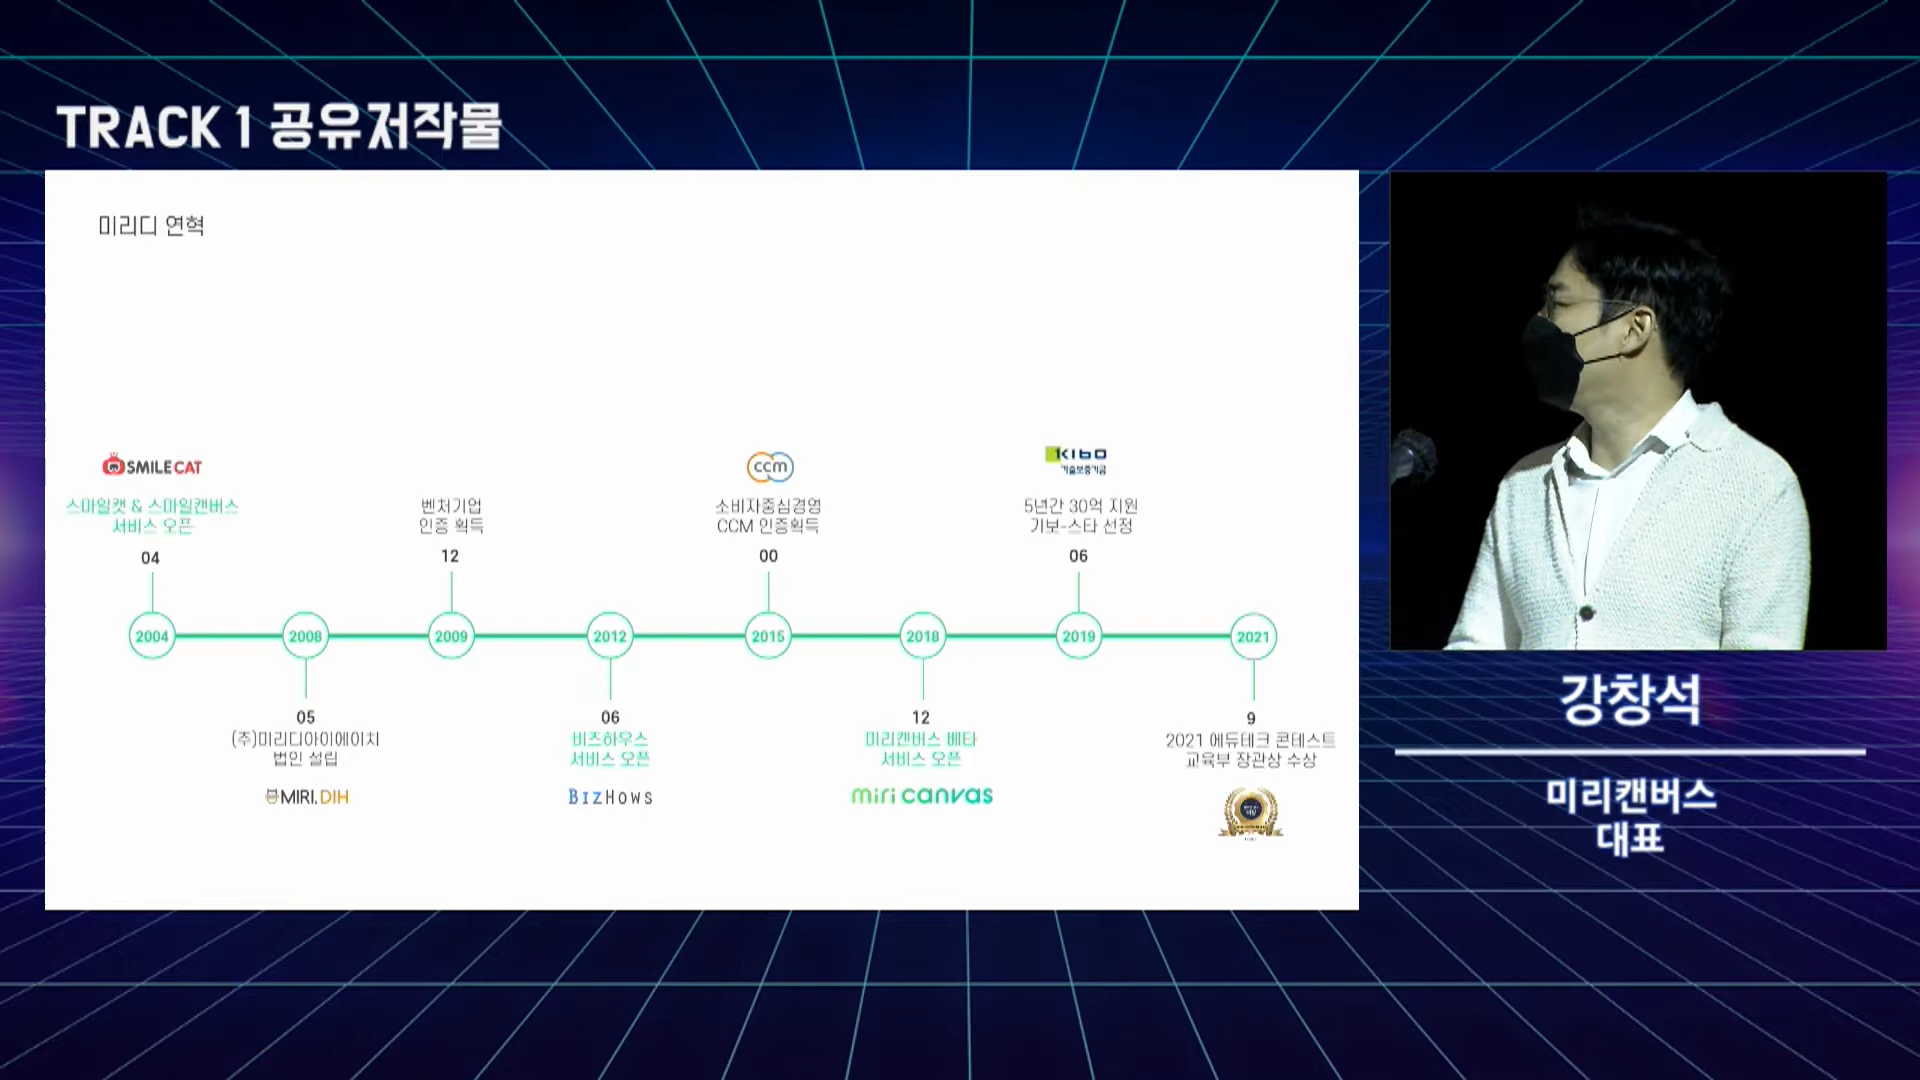 TRACK 1 공유저작물
미리디 연혁
SMILECAT
스마일캣 & 스마일캔버스
서비스 오픈
04
벤처기업
인증 획득
12
ccm
소비자중심경영
CCM 인증획득
00
KIBO
기술보증기금
5년간 30억 지원
기보-스타 선정
06
2004
2008
2009
2012
2015
2018
2019
2021
05
(주)미리디아이에이치
법인 설립
MIRI.DIH
06
비즈하우스
서비스 오픈
BIZHOWS
12
미리캔버스 베타
서비스 오픈
miri canvas
9
2021 에듀테크 콘테스트
교육부 장관상 수상
강창석
미리캔버스
대표